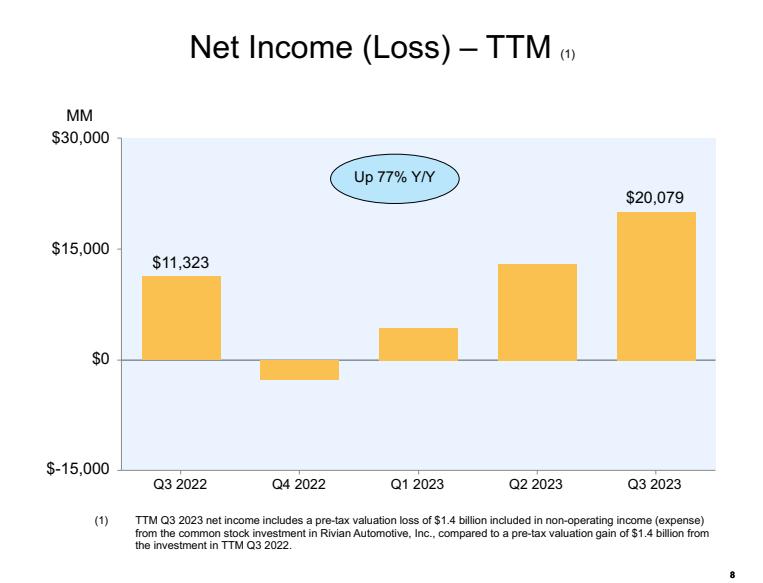 Net Income (Loss) – TTM (1)
MM
$30,000
Up 77% Y/Y
$20,079
$15,000
$11,323
$0
$-15,000
Q3 2022 Q4 2022 Q1 2023 Q2 2023 Q3 2023
(1) TTM Q3 2023 net income includes a pre-tax valuation loss of $1.4 billion included in non-operating income (expense)
from the common stock investment in Rivian Automotive, Inc., compared to a pre-tax valuation gain of $1.4 billion from
the investment in TTM Q3 2022.
8